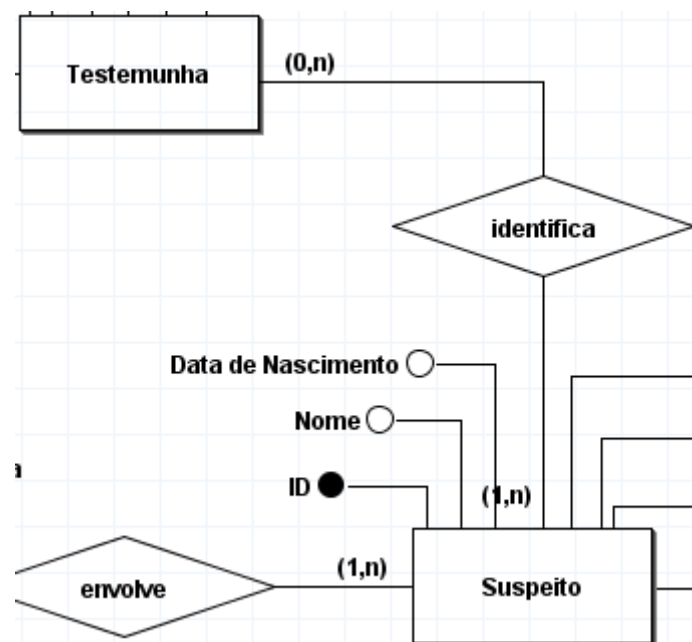 (0,n)
Testemunha
identifica
Data de Nascimento
Nome
a
ID
(1,n)
(1,n)
envolve
Suspeito